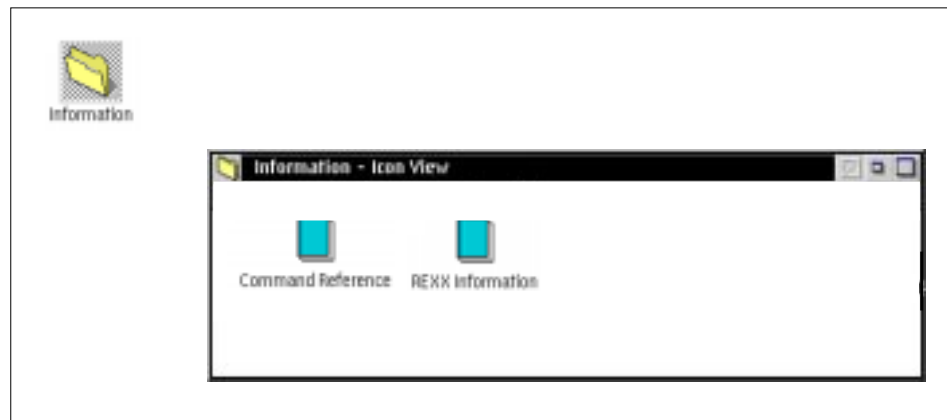 Information
Information - Icon View
Command Reference
REXX Information